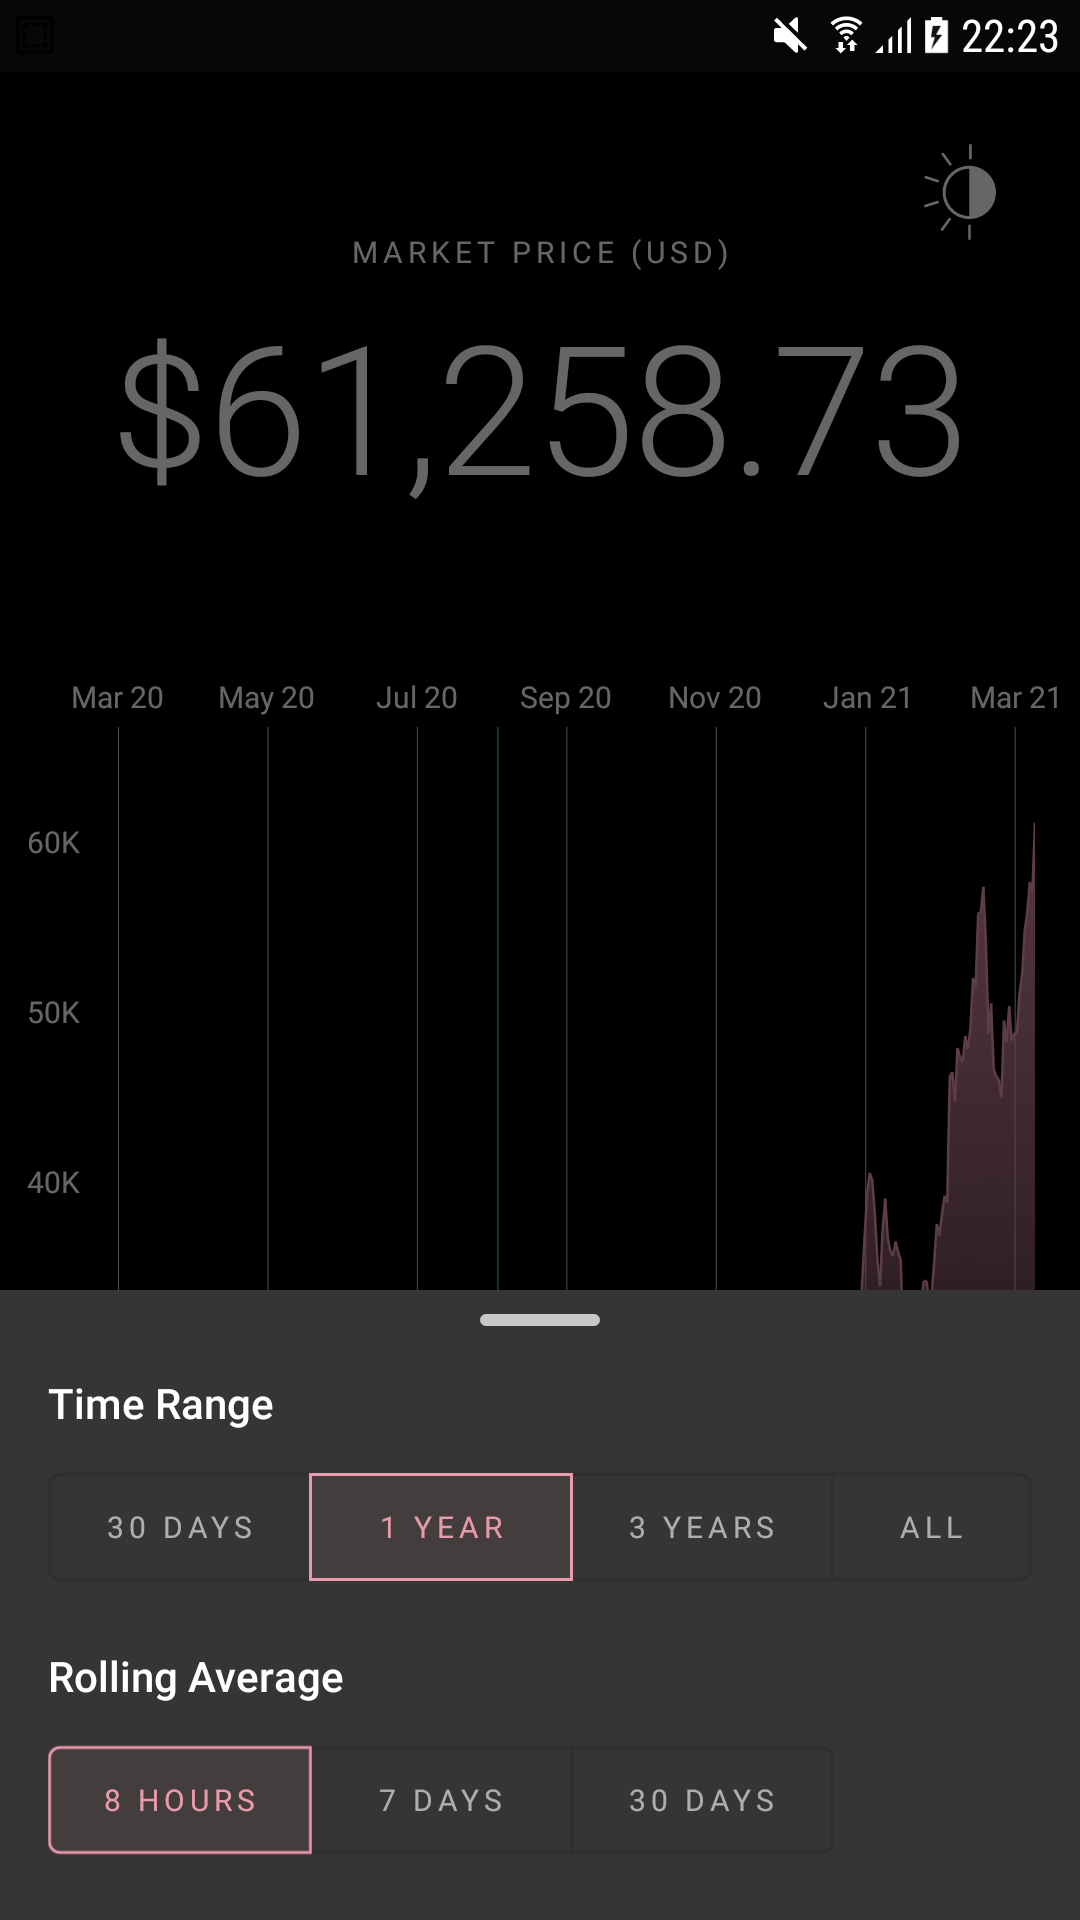 22:23
MARKET PRICE (USD)
$61,258.73
Mar 20 May 20 Jul 20 Sep 20 Nov 20 Jan 21 Mar 21
60K
50K
40K
Time Range
30 DAYS 1 YEAR 3 YEARS ALL
Rolling Average
8 HOURS 7 DAYS 30 DAYS